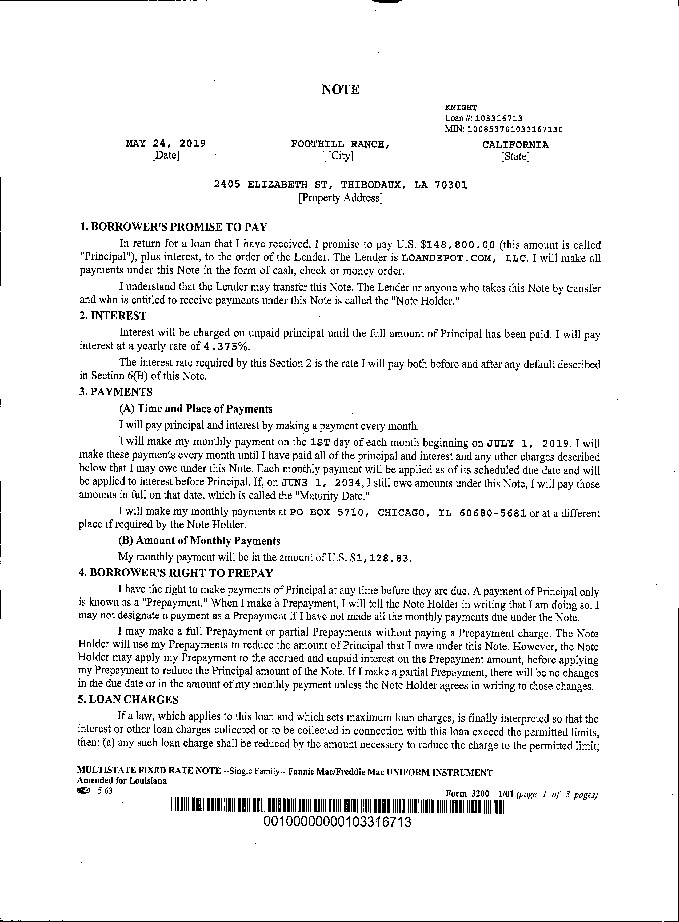 NOTE
KNIGHT
Loan #: 103316713
MIN: 100853701033167130
MAY 24, 2019 FOOTHILL RANCH, CALIFORNIA
[Date] [City] [State]
2405 ELIZABETH ST, THIBODAUX, LA 70301
[Property Address]
1. BORROWER'S PROMISE TO PAY
In return for a loan that I have received, I promise to pay U.S. $148,800.00 (this amount is called
"Principal"), plus interest, to the order of the Lender. The Lender is LOANDEPOT.COM, LLC. I will make all
payments under this Note in the form of cash, check or money order.
I understand that the Lender may transfer this Note. The Lender or anyone who takes this Note by transfer
and who is entitled to receive payments under this Note is called the "Note Holder."
2. INTEREST
Interest will be charged on unpaid principal until the full amount of Principal has been paid. I will pay
interest at a yearly rate of 4.375%.
The interest rate required by this Section 2 is the rate I will pay both before and after any default described
in Section 6(B) of this Note.
3. PAYMENTS
(A) Time and Place of Payments
I will pay principal and interest by making a payment every month.
I will make my monthly payment on the 1ST day of each month beginning on JULY 1, 2019. I will
make these payments every month until I have paid all of the principal and interest and any other charges described
below that I may owe under this Note. Each monthly payment will be applied as of its scheduled due date and will
be applied to interest before Principal. If, on JUNE 1, 2034, I still owe amounts under this Note, I will pay those
amounts in full on that date, which is called the "Maturity Date."
I will make my monthly payments at PO BOX 5710, CHICAGO, IL 60680-5681 or at a different
place if required by the Note Holder.
(B) Amount of Monthly Payments
My monthly payment will be in the amount of U.S. $1,128.83.
4. BORROWER'S RIGHT TO PREPAY
I have the right to make payments of Principal at any time before they are due. A payment of Principal only
is known as a "Prepayment." When I make a Prepayment, I will tell the Note Holder in writing that I am doing so. I
may not designate a payment as a Prepayment if I have not made all the monthly payments due under the Note.
I may make a full Prepayment or partial Prepayments without paying a Prepayment charge. The Note
Holder will use my Prepayments to reduce the amount of Principal that I owe under this Note. However, the Note
Holder may apply my Prepayment to the accrued and unpaid interest on the Prepayment amount, before applying
my Prepayment to reduce the Principal amount of the Note. If I make a partial Prepayment, there will be no changes
in the due date or in the amount of my monthly payment unless the Note Holder agrees in writing to those changes.
5. LOAN CHARGES
If a law, which applies to this loan and which sets maximum loan charges, is finally interpreted so that the
interest or other loan charges collected or to be collected in connection with this loan exceed the permitted limits,
then: (a) any such loan charge shall be reduced by the amount necessary to reduce the charge to the permitted limit;
MULTISTATE FIXED RATE NOTE --Single Family-- Fannie Mae/Freddie Mac UNIFORM INSTRUMENT
Amended for Louisiana
5.63 Form 3200 1/01 (page 1 of 3 pages)
00100000000103316713